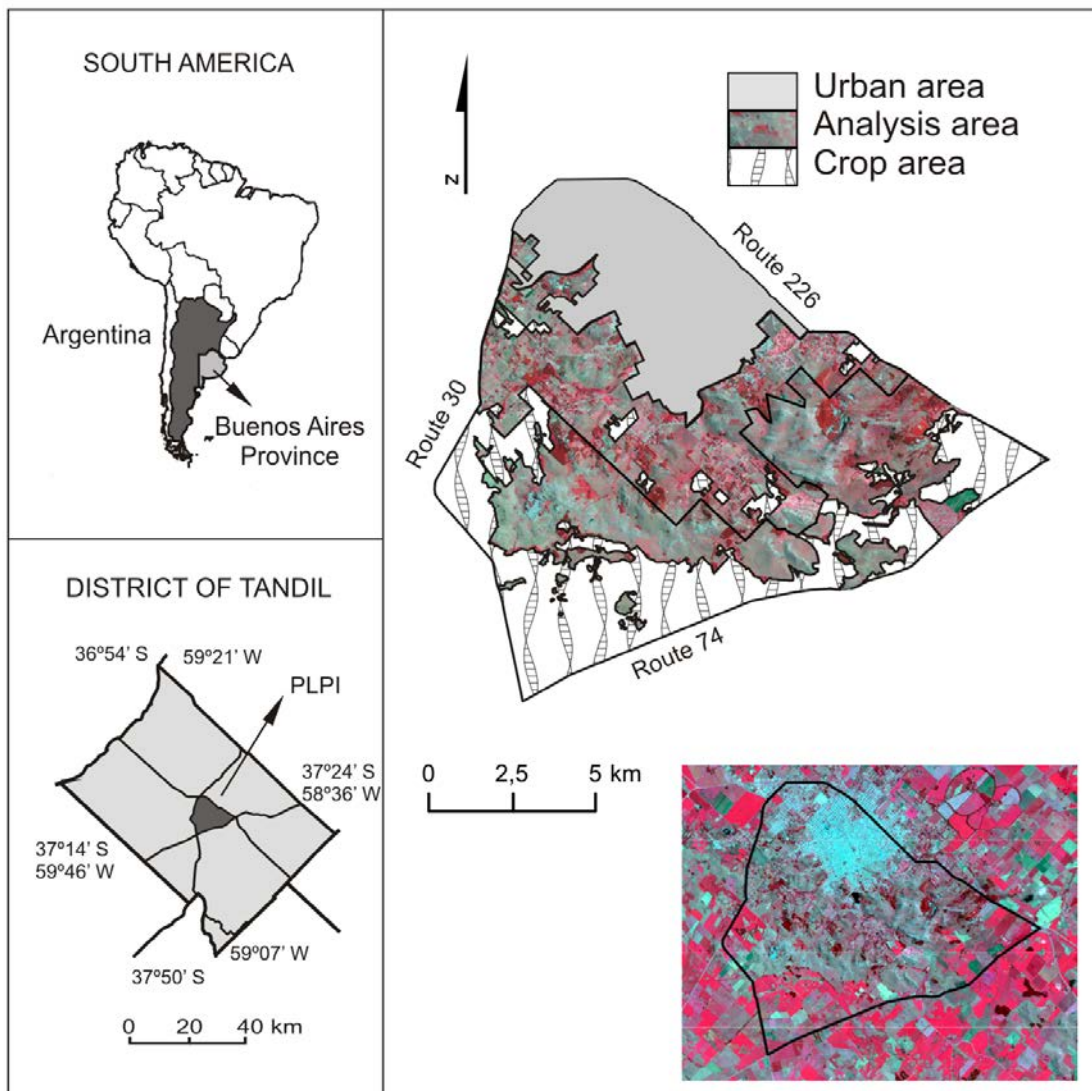 SOUTH AMERICA
Argentina
Buenos Aires
Province
DISTRICT OF TANDIL
36º54’ S
59º21’ W
PLPI
37º24’ S
58º36’ W
37º14’ S
59º46’ W
59º07’ W
37º50’ S
0 20 40 km
N
Urban area
Analysis area
Crop area
Route 226
Route 30
Route 74
0 2,5 5 km